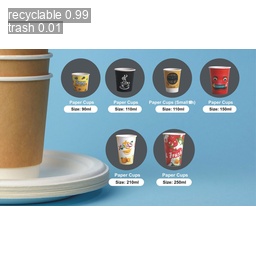 recyclable 0.99
trash 0.01
Paper Cups
Size: 90ml
Paper Cups
Size: 110ml
Paper Cups (Small)
Size: 110ml
Paper Cups
Size: 150ml
Paper Cups
Size: 210ml
Paper Cups
Size: 250ml